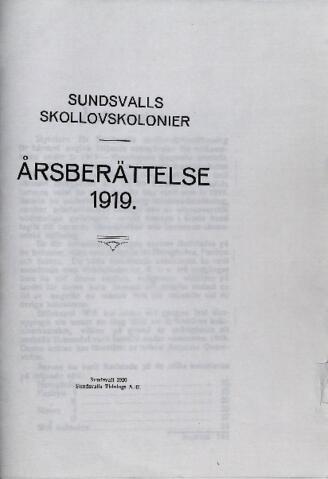 SUNDSVALLS
SKOLLOVSKOLONIER
ÅRSBERÄTTELSE
1919.
Sundsvall 1920
Sundsvalls Tidnings A.-B.